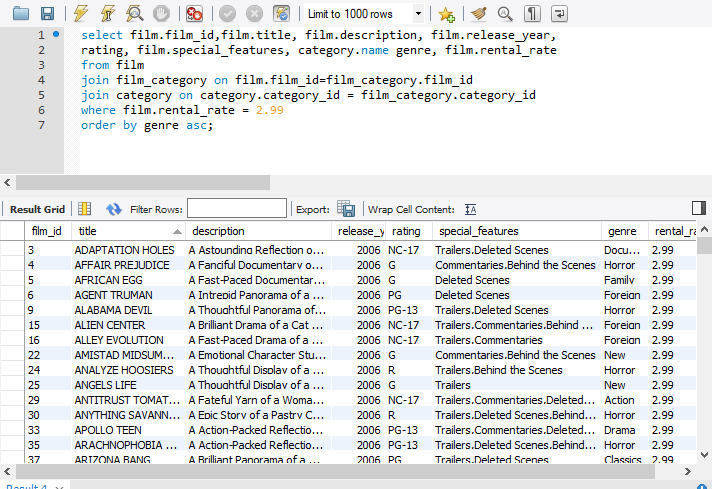 Limit to 1000 rows
1 select film.film_id,film.title, film.description, film.release_year,
2 rating, film.special_features, category.name genre, film.rental_rate
3 from film
4 join film_category on film.film_id=film_category.film_id
5 join category on category.category_id = film_category.category_id
6 where film.rental_rate = 2.99
7 order by genre asc;
Result Grid Filter Rows: Export: Wrap Cell Content: IA
film_id title description release_y rating special_features genre rental_ra
3 ADAPTATION HOLES A Astounding Reflection o... 2006 NC-17 Trailers,Deleted Scenes Docu... 2.99
4 AFFAIR PREJUDICE A Fanciful Documentary o... 2006 G Commentaries,Behind the Scenes Horror 2.99
5 AFRICAN EGG A Fast-Paced Documentar... 2006 G Deleted Scenes Family 2.99
6 AGENT TRUMAN A Intrepid Panorama of a ... 2006 PG Deleted Scenes Foreign 2.99
9 ALABAMA DEVIL A Thoughtful Panorama of... 2006 PG-13 Trailers,Deleted Scenes Horror 2.99
15 ALIEN CENTER A Brilliant Drama of a Cat ... 2006 NC-17 Trailers,Commentaries,Behind ... Foreign 2.99
16 ALLEY EVOLUTION A Fast-Paced Drama of a ... 2006 NC-17 Trailers,Commentaries Foreign 2.99
22 AMISTAD MIDSUM... A Emotional Character Stu... 2006 G Commentaries,Behind the Scenes New 2.99
24 ANALYZE HOOSIERS A Thoughtful Display of a ... 2006 R Trailers,Behind the Scenes Horror 2.99
25 ANGELS LIFE A Thoughtful Display of a ... 2006 G Trailers New 2.99
29 ANTITRUST TOMAT... A Fateful Yarn of a Woma... 2006 NC-17 Trailers,Commentaries,Deleted... Action 2.99
30 ANYTHING SAVANN... A Epic Story of a Pastry C... 2006 R Trailers,Deleted Scenes,Behind... Horror 2.99
33 APOLLO TEEN A Action-Packed Reflectio... 2006 PG-13 Trailers,Commentaries,Deleted... Drama 2.99
35 ARACHNOPHOBIA ... A Action-Packed Reflectio... 2006 PG-13 Trailers,Deleted Scenes,Behind... Horror 2.99
37 ARIZONA BANG A Brilliant Panorama of a ... 2006 PG Trailers,Deleted Scenes Classics 2.99
Result 4